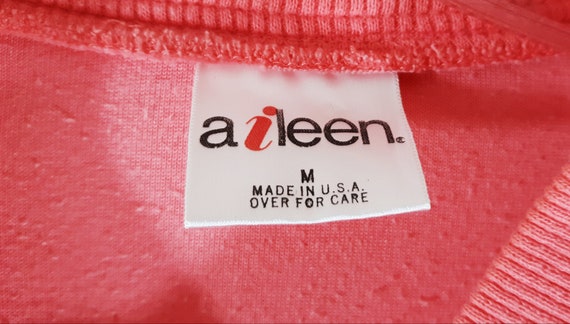 aileen®
M
MADE IN U.S.A.
OVER FOR CARE